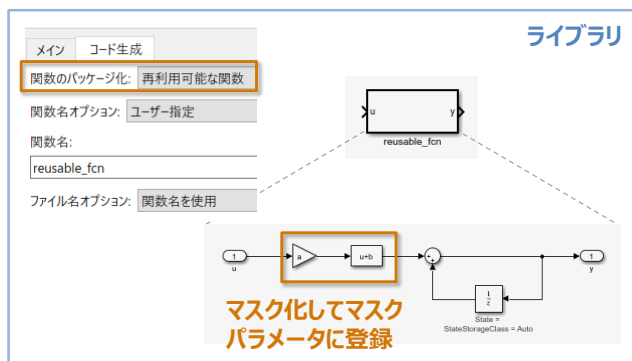 ライブラリ
メイン コード生成
関数のパッケージ化: 再利用可能な関数
関数名オプション: ユーザー指定
関数名:
reusable_fcn
ファイル名オプション: 関数名を使用
u y
reusable_fcn
1
u
a
u+b
+
+
1
y
1
z
State =
StateStorageClass = Auto
マスク化してマスク
パラメータに登録